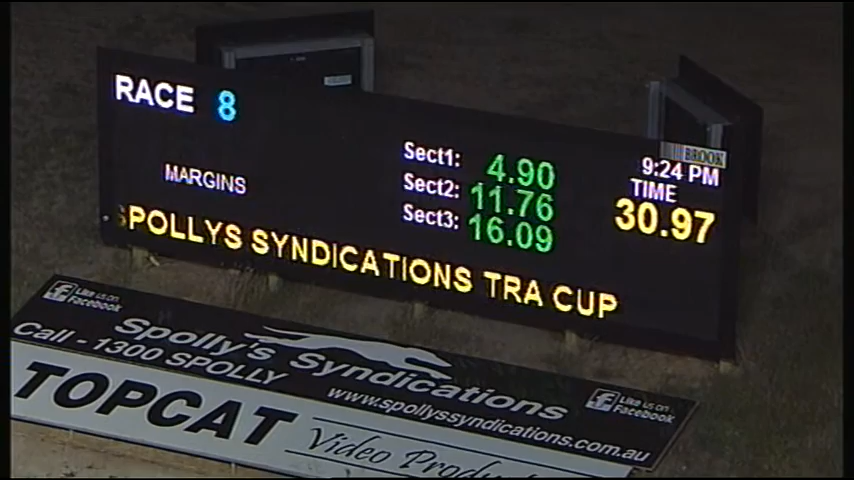 RACE 8
Sect1: 4.90
9:24 PM
MARGINS
Sect2: 11.76
TIME
Sect3: 16.09
30.97
SPOLLYS SYNDICATIONS TRA CUP
BROOK
Like us on
Facebook
Spolly's Syndications
Call - 1300 SPOLLY
www.spollyssyndications.com.au
Like us on
Facebook
TOPCAT
Video